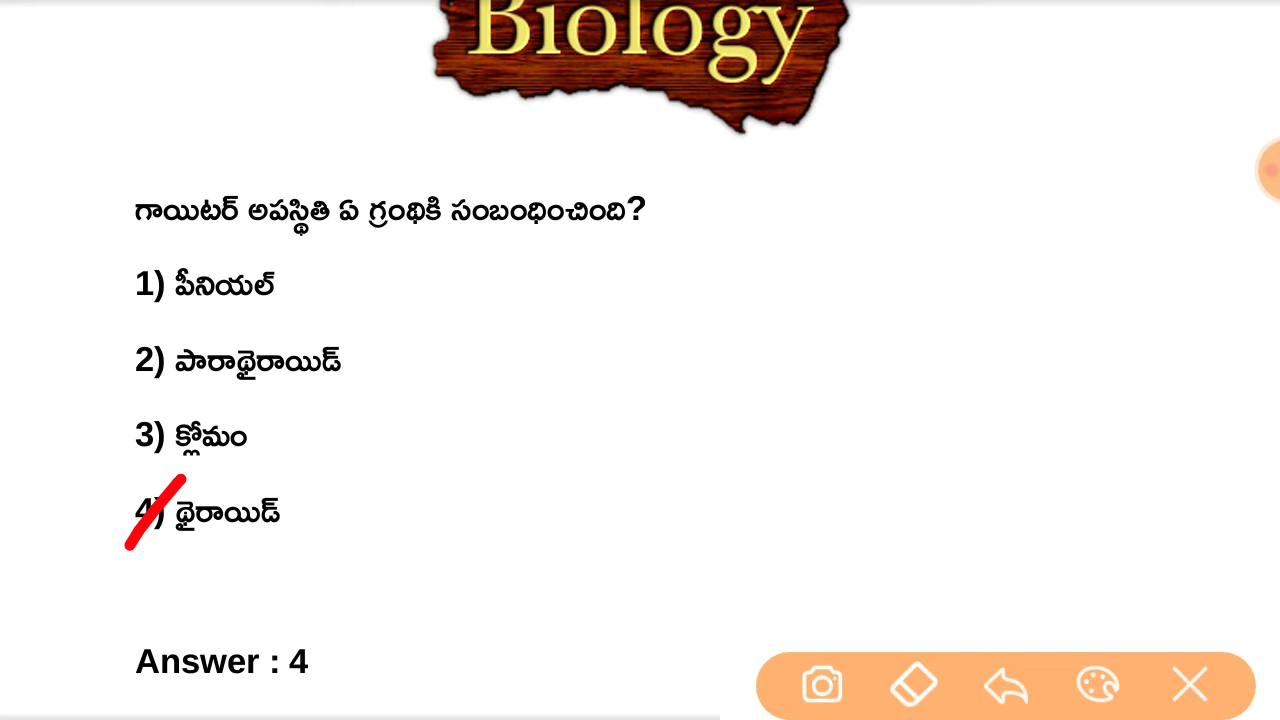 Biology
గాయిటర్ అపస్థితి ఏ గ్రంథికి సంబంధించింది?
1) పీనియల్
2) పారాథైరాయిడ్
3) క్లోమం
4) థైరాయిడ్
Answer : 4